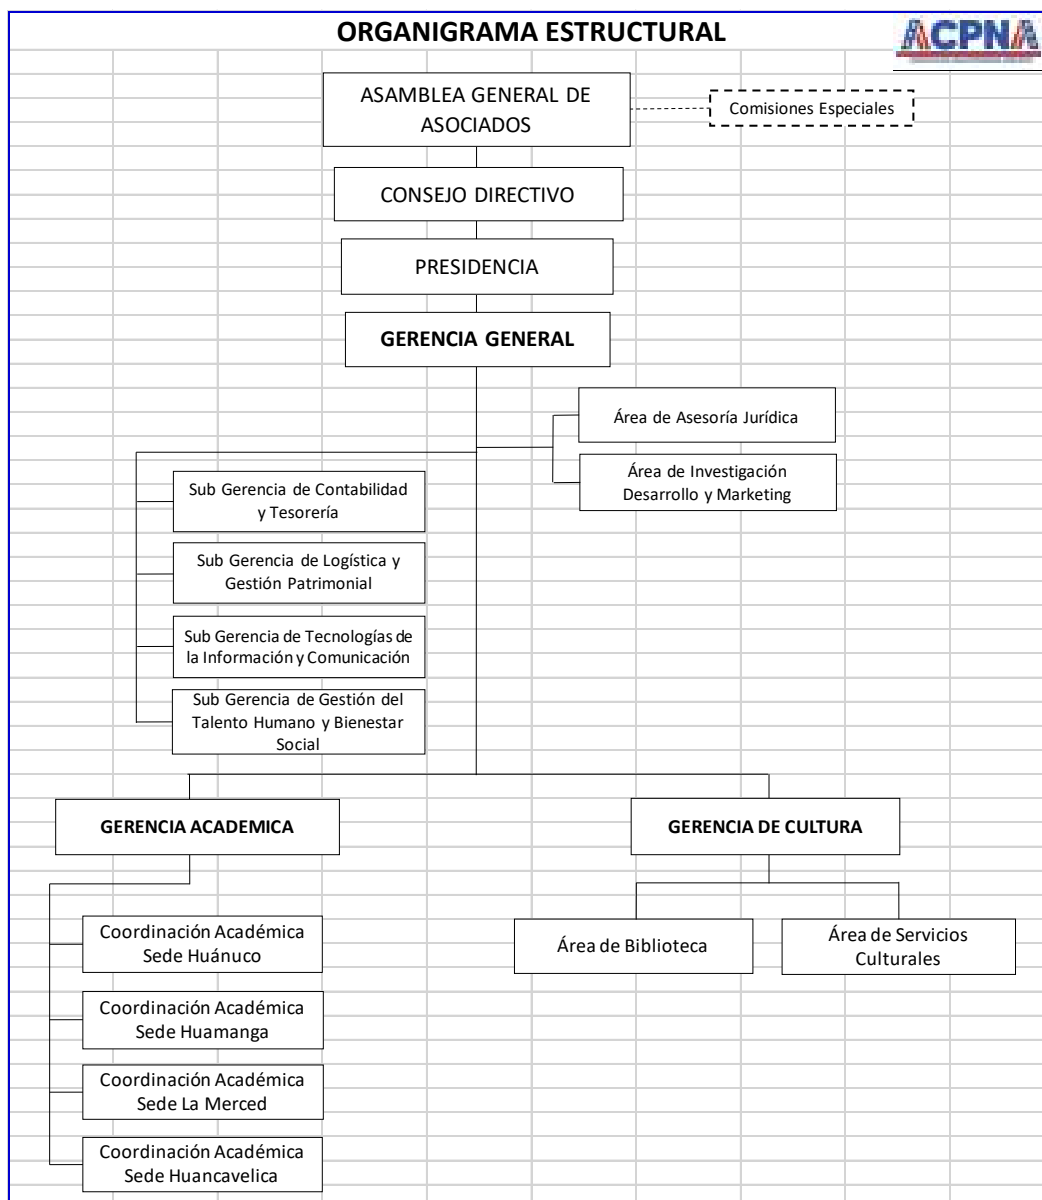 ORGANIGRAMA ESTRUCTURAL
ACPNA
ASAMBLEA GENERAL DE
ASOCIADOS
Comisiones Especiales
CONSEJO DIRECTIVO
PRESIDENCIA
GERENCIA GENERAL
Área de Asesoría Jurídica
Área de Investigación
Desarrollo y Marketing
Sub Gerencia de Contabilidad
y Tesorería
Sub Gerencia de Logística y
Gestión Patrimonial
Sub Gerencia de Tecnologías de
la Información y Comunicación
Sub Gerencia de Gestión del
Talento Humano y Bienestar
Social
GERENCIA ACADEMICA
GERENCIA DE CULTURA
Coordinación Académica
Sede Huánuco
Área de Biblioteca
Área de Servicios
Culturales
Coordinación Académica
Sede Huamanga
Coordinación Académica
Sede La Merced
Coordinación Académica
Sede Huancavelica